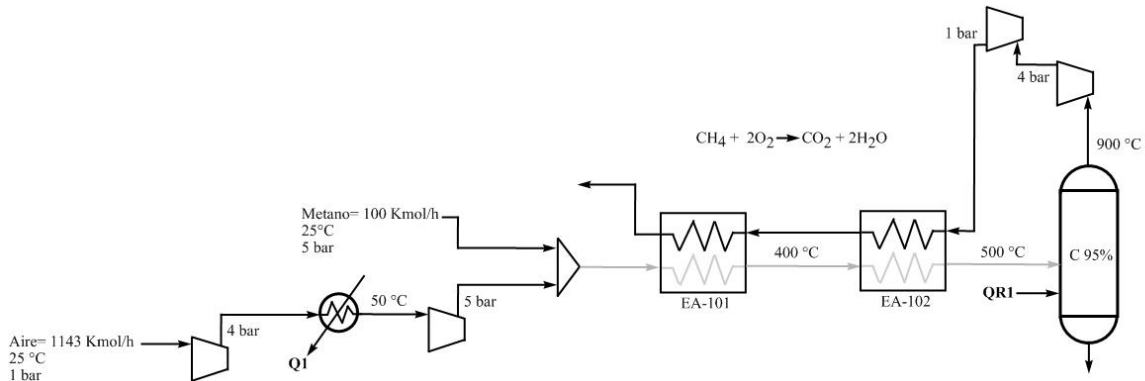 1 bar
4 bar
CH₄ + 2O₂ → CO₂ + 2H₂O
900 °C
Metano= 100 Kmol/h
25°C
5 bar
400 °C
500 °C
C 95%
EA-101
EA-102
QR1
50 °C
5 bar
4 bar
Aire= 1143 Kmol/h
25 °C
1 bar
Q1